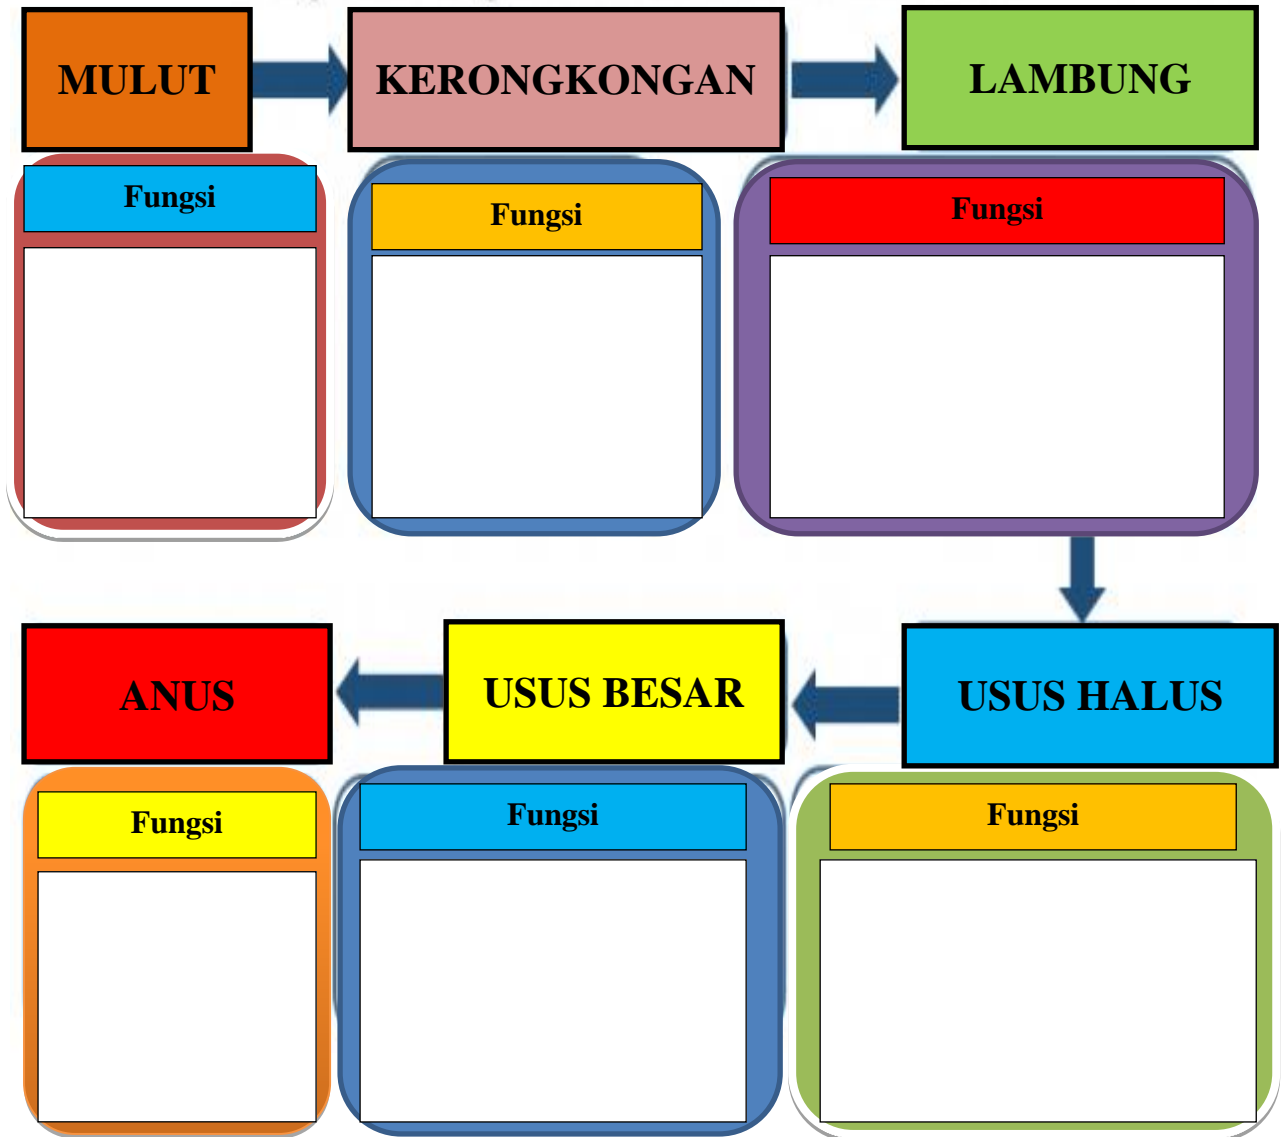 MULUT
KERONGKONGAN
LAMBUNG
Fungsi
Fungsi
Fungsi
ANUS
USUS BESAR
USUS HALUS
Fungsi
Fungsi
Fungsi